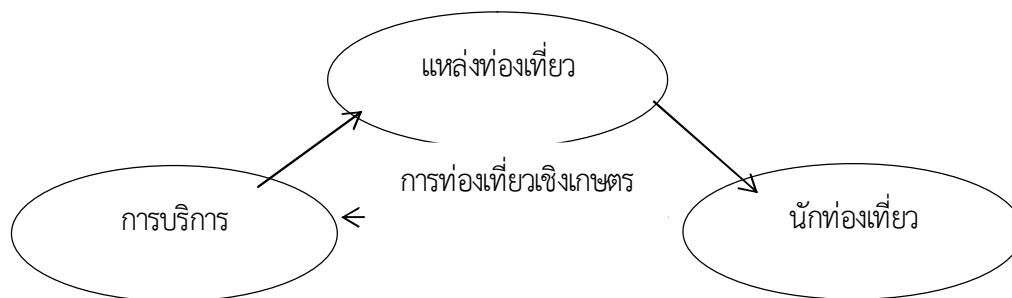 แหล่งท่องเที่ยว
การท่องเที่ยวเชิงเกษตร
การบริการ
นักท่องเที่ยว